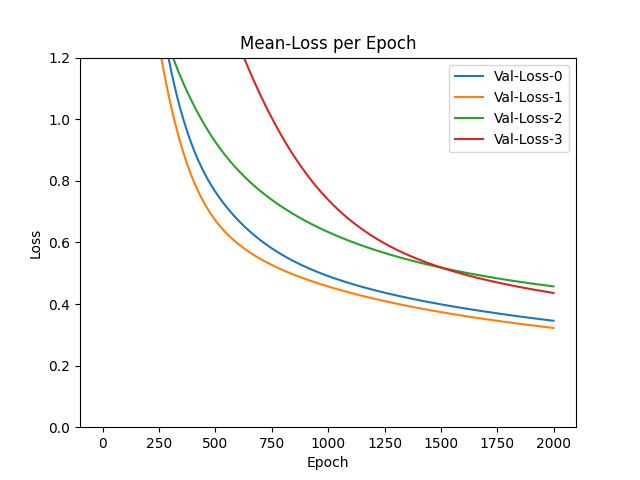 Mean-Loss per Epoch
Val-Loss-0
Val-Loss-1
Val-Loss-2
Val-Loss-3
Loss
1.2
1.0
0.8
0.6
0.4
0.2
0.0
0 250 500 750 1000 1250 1500 1750 2000
Epoch